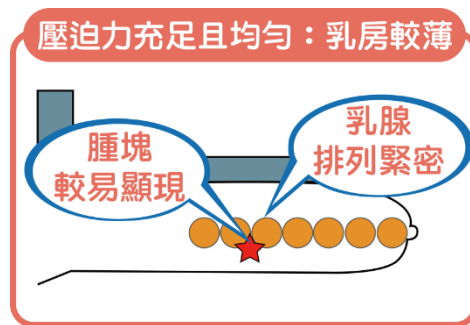 壓迫力充足且均勻：乳房較薄
腫塊
較易顯現
乳腺
排列緊密